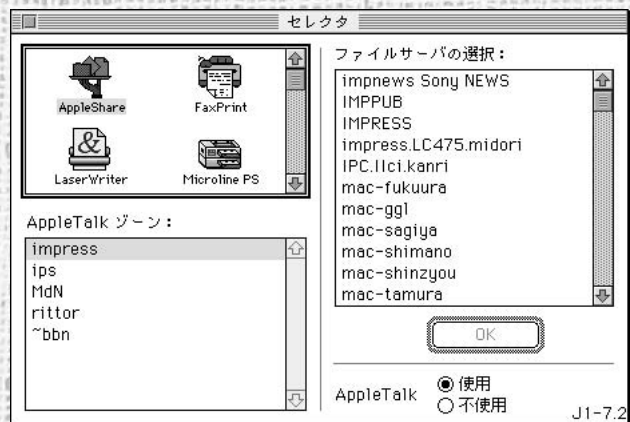 セレクタ
AppleShare
FaxPrint
LaserWriter
Microline PS
AppleTalk ゾーン：
impress
ips
MdN
rittor
~bbn
ファイルサーバの選択：
impnews Sony NEWS
IMPPUB
IMPRESS
impress.LC475.midori
IPC.IIci.kanri
mac-fukuura
mac-ggl
mac-sagiya
mac-shimano
mac-shinzyou
mac-tamura
OK
AppleTalk
使用
不使用
J1-7.2